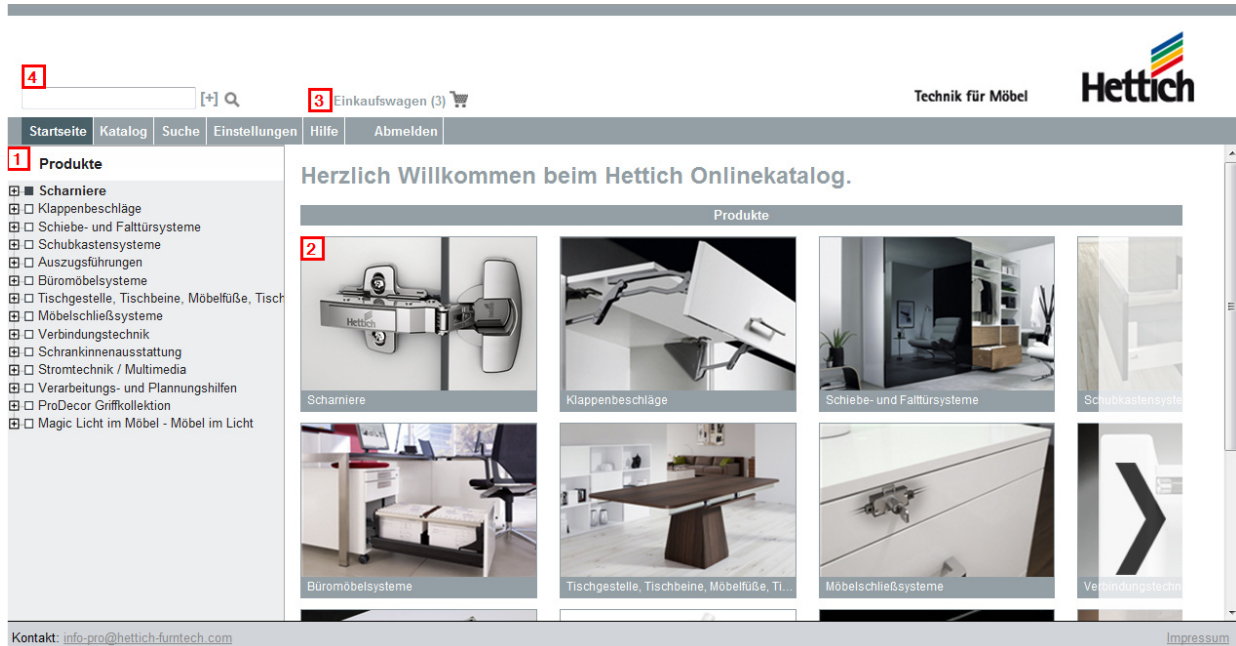 4
[+]
3 Einkaufswagen (3)
Technik für Möbel
Hettich
Startseite Katalog Suche Einstellungen Hilfe Abmelden
1 Produkte
Scharniere
Klappenbeschläge
Schiebe- und Falttürsysteme
Schubkastensysteme
Auszugsführungen
Büromöbelsysteme
Tischgestelle, Tischbeine, Möbelfüße, Tisch
Möbelschließsysteme
Verbindungstechnik
Schrankinnenausstattung
Stromtechnik / Multimedia
Verarbeitungs- und Plannungshilfen
ProDecor Griffkollektion
Magic Licht im Möbel - Möbel im Licht
Herzlich Willkommen beim Hettich Onlinekatalog.
Produkte
2
Hettich
Scharniere
Klappenbeschläge
Schiebe- und Falttürsysteme
Schubkastensyste
Büromöbelsysteme
Tischgestelle, Tischbeine, Möbelfüße, Ti...
Möbelschließsysteme
Verbindungstechn
Kontakt: info-pro@hettich-furntech.com
Impressum